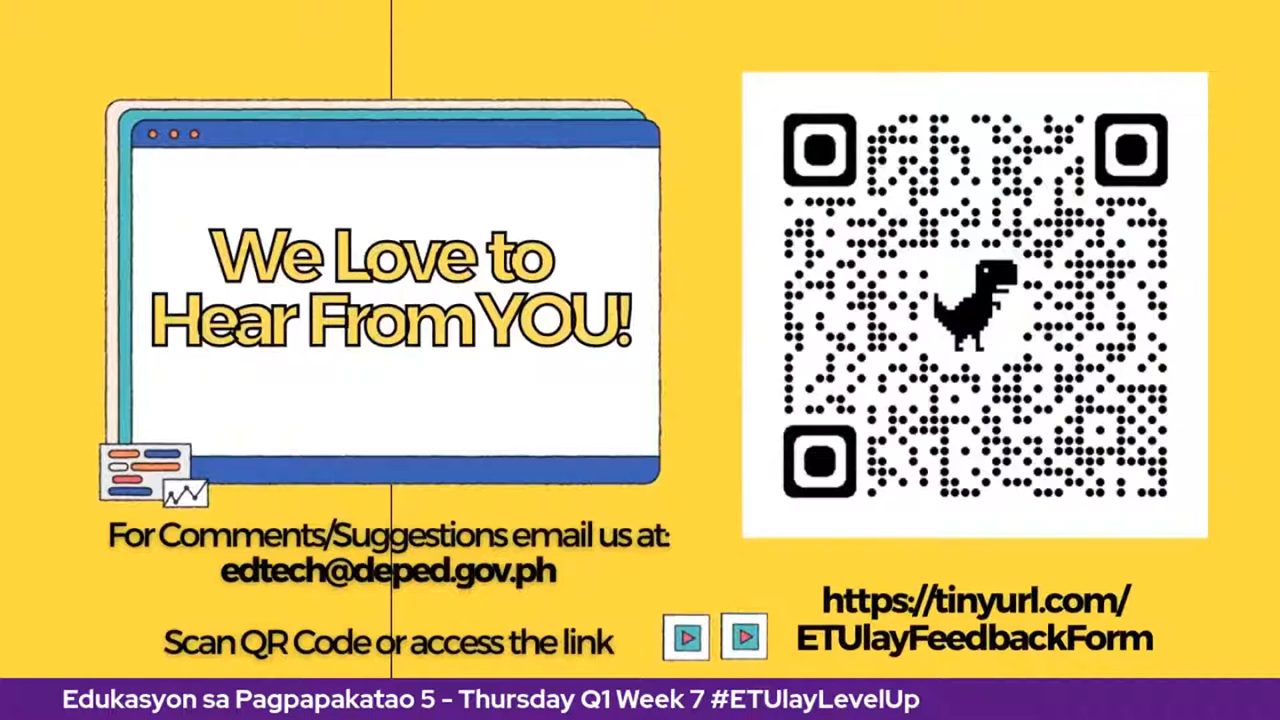 We Love to
Hear From YOU!
For Comments/Suggestions email us at:
edtech@deped.gov.ph
Scan QR Code or access the link
https://tinyurl.com/
ETUlayFeedbackForm
Edukasyon sa Pagpapakatao 5 - Thursday Q1 Week 7 #ETUlayLevelUp